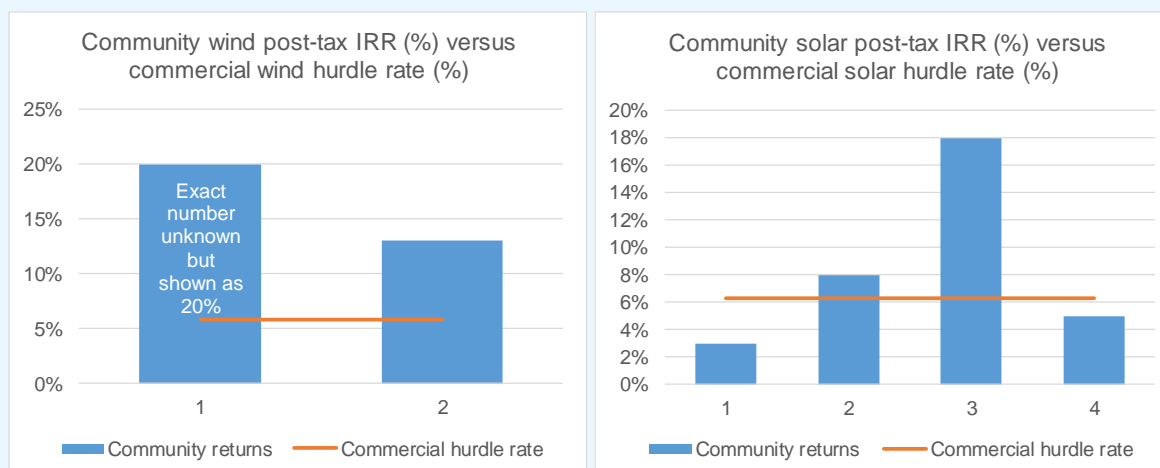 Community wind post-tax IRR (%) versus
commercial wind hurdle rate (%)
25%
20%
15%
10%
5%
0%
Exact
number
unknown
but
shown as
20%
1 2
Community returns Commercial hurdle rate
Community solar post-tax IRR (%) versus
commercial solar hurdle rate (%)
20%
18%
16%
14%
12%
10%
8%
6%
4%
2%
0%
1 2 3 4
Community returns Commercial hurdle rate